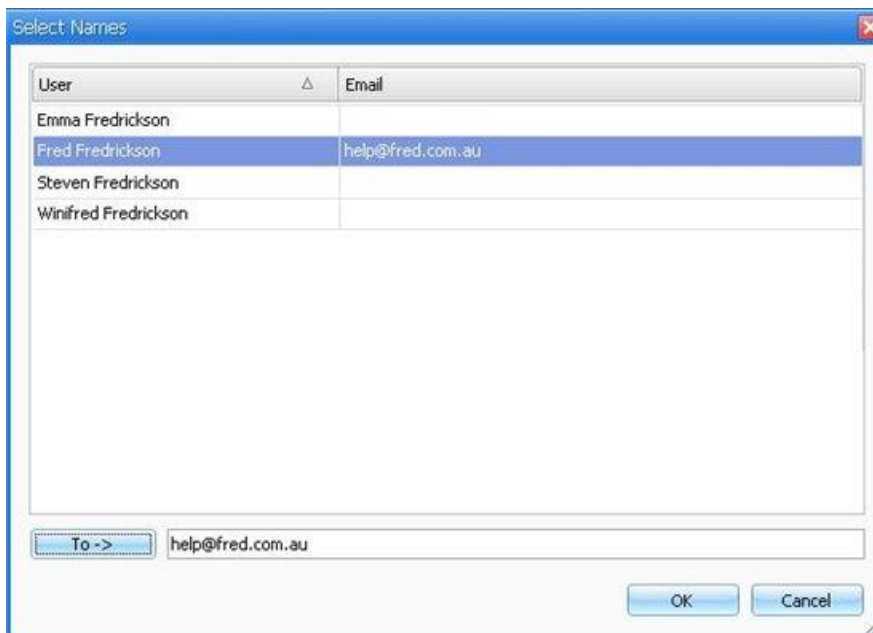 Select Names
User Email
Emma Fredrickson
Fred Fredrickson help@fred.com.au
Steven Fredrickson
Winifred Fredrickson
To -> help@fred.com.au
OK Cancel